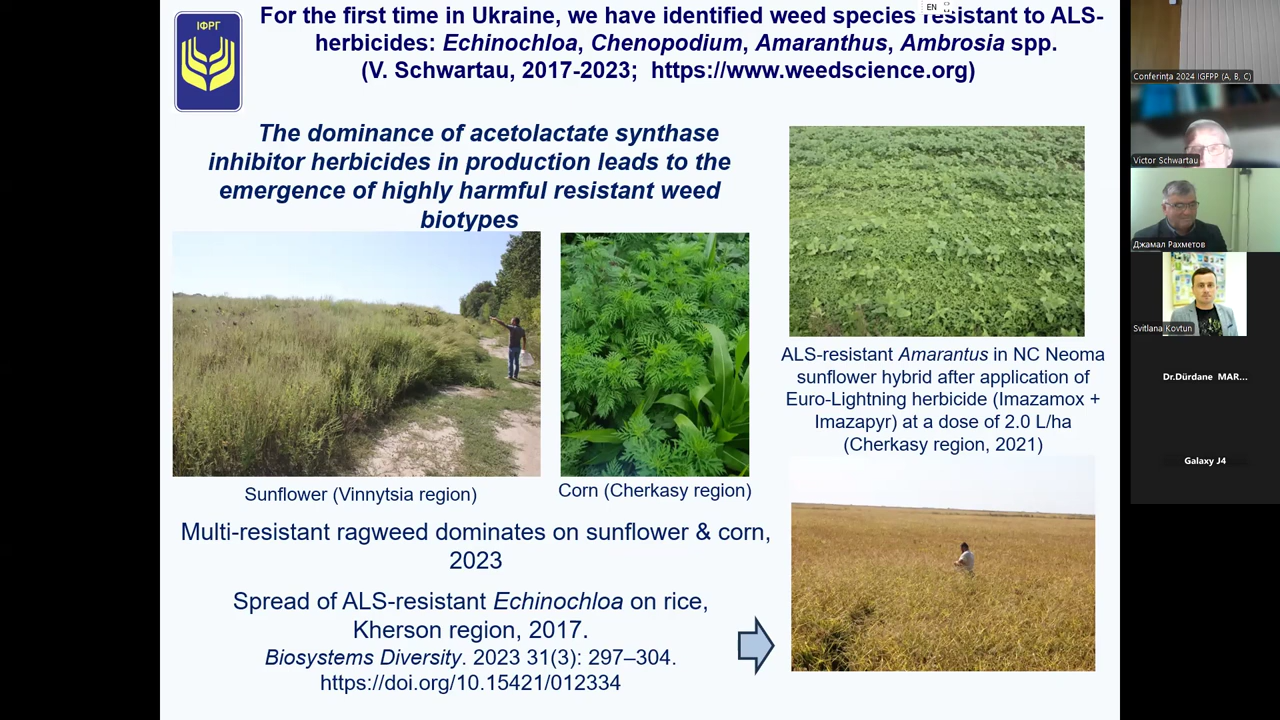 ІФРГ
For the first time in Ukraine, we have identified weed species resistant to ALS-
herbicides: Echinochloa, Chenopodium, Amaranthus, Ambrosia spp.
(V. Schwartau, 2017-2023; https://www.weedscience.org)
EN
The dominance of acetolactate synthase
inhibitor herbicides in production leads to the
emergence of highly harmful resistant weed
biotypes
Sunflower (Vinnytsia region)
Corn (Cherkasy region)
Multi-resistant ragweed dominates on sunflower & corn,
2023
Spread of ALS-resistant Echinochloa on rice,
Kherson region, 2017.
Biosystems Diversity. 2023 31(3): 297–304.
https://doi.org/10.15421/012334
ALS-resistant Amarantus in NC Neoma
sunflower hybrid after application of
Euro-Lightning herbicide (Imazamox +
Imazapyr) at a dose of 2.0 L/ha
(Cherkasy region, 2021)
Conferința 2024 IGFPP (A, B, C)
Victor Schwartau
Джамал Рахметов
Svitlana Kovtun
Dr.Dürdane MAR...
Galaxy J4